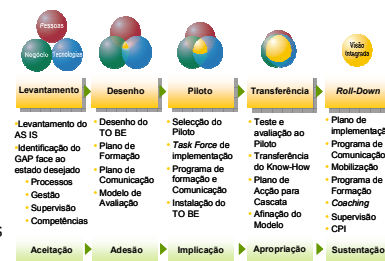 Pessoas
Negócio Tecnologias
Visão
Integrada
Levantamento
Desenho
Piloto
Transferência
Roll-Down
•Levantamento do
AS IS
•Identificação do
GAP face ao
estado desejado
• Processos
• Gestão
• Supervisão
• Competências
• Desenho do
TO BE
• Plano de
Formação
• Plano de
Comunicação
• Modelo de
Avaliação
• Selecção do
Piloto
• Task Force de
implementação
• Programa de
formação e
Comunicação
• Instalação do
TO BE
• Teste e
avaliação ao
Piloto
• Transferência
do Know-How
• Plano de
Acção para
Cascata
• Afinação do
Modelo
• Plano de
implementaçã
• Programa de
Comunicação
• Mobilização
• Programa de
Formação
• Coaching
• Supervisão
• CPI
s
Aceitação
Adesão
Implicação
Apropriação
Sustentação